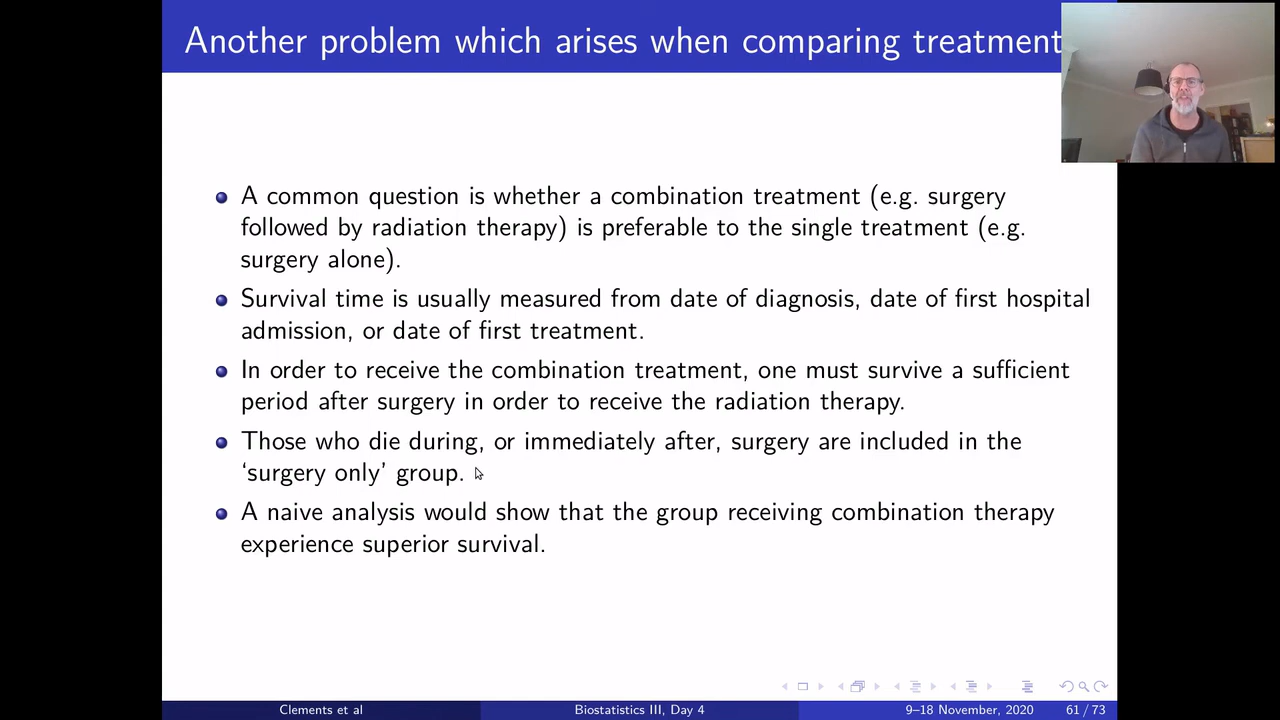 Another problem which arises when comparing treatment
A common question is whether a combination treatment (e.g. surgery
followed by radiation therapy) is preferable to the single treatment (e.g.
surgery alone).
Survival time is usually measured from date of diagnosis, date of first hospital
admission, or date of first treatment.
In order to receive the combination treatment, one must survive a sufficient
period after surgery in order to receive the radiation therapy.
Those who die during, or immediately after, surgery are included in the
‘surgery only’ group.
A naive analysis would show that the group receiving combination therapy
experience superior survival.
Clements et al
Biostatistics III, Day 4
9–18 November, 2020
61 / 73